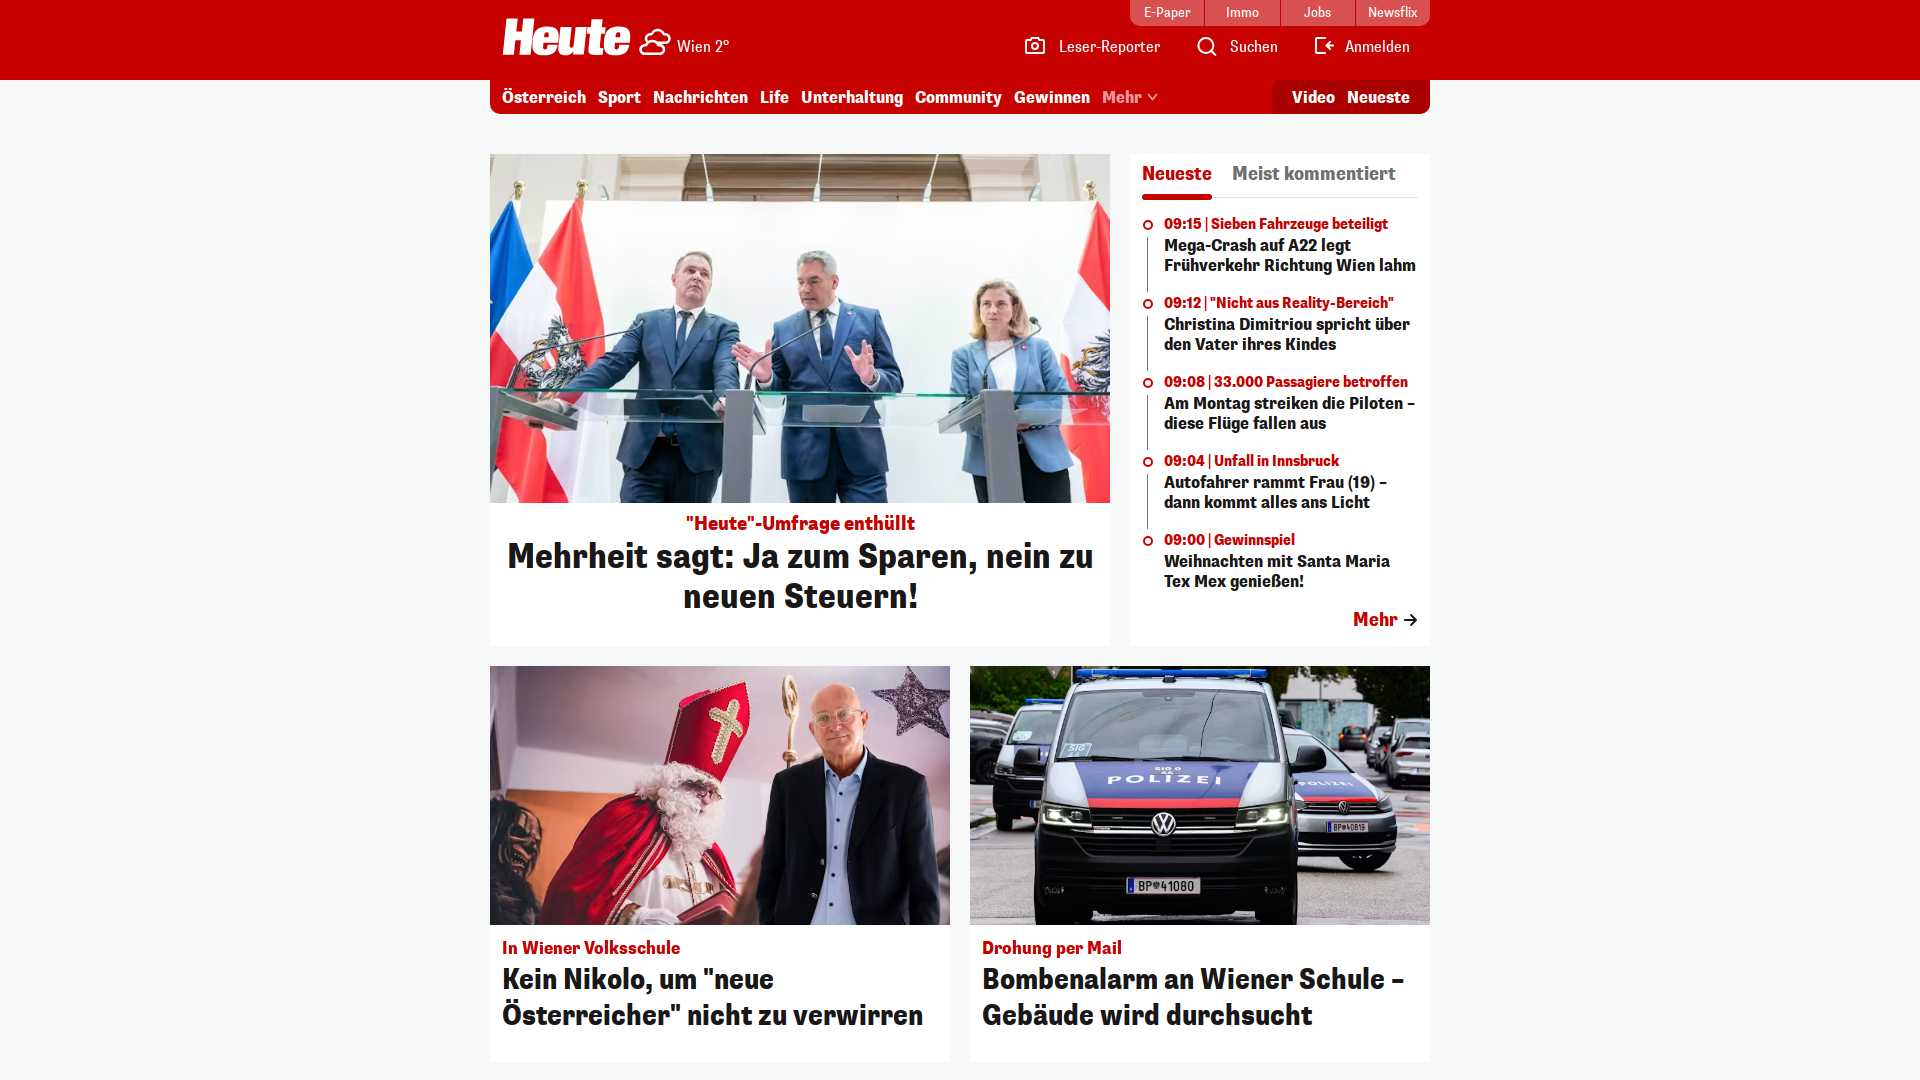 E-Paper
Immo
Jobs
Newsflix
Heute
Wien 2°
Leser-Reporter
Suchen
Anmelden
Österreich
Sport
Nachrichten
Life
Unterhaltung
Community
Gewinnen
Mehr
Video
Neueste
"Heute"-Umfrage enthüllt
Mehrheit sagt: Ja zum Sparen, nein zu
neuen Steuern!
Neueste
Meist kommentiert
09:15 | Sieben Fahrzeuge beteiligt
Mega-Crash auf A22 legt
Frühverkehr Richtung Wien lahm
09:12 | "Nicht aus Reality-Bereich"
Christina Dimitriou spricht über
den Vater ihres Kindes
09:08 | 33.000 Passagiere betroffen
Am Montag streiken die Piloten –
diese Flüge fallen aus
09:04 | Unfall in Innsbruck
Autofahrer rammt Frau (19) –
dann kommt alles ans Licht
09:00 | Gewinnspiel
Weihnachten mit Santa Maria
Tex Mex genießen!
Mehr
In Wiener Volksschule
Kein Nikolo, um "neue
Österreicher" nicht zu verwirren
POLIZEI
POLIZEI
BP 40819
BP 41080
Drohung per Mail
Bombenalarm an Wiener Schule –
Gebäude wird durchsucht